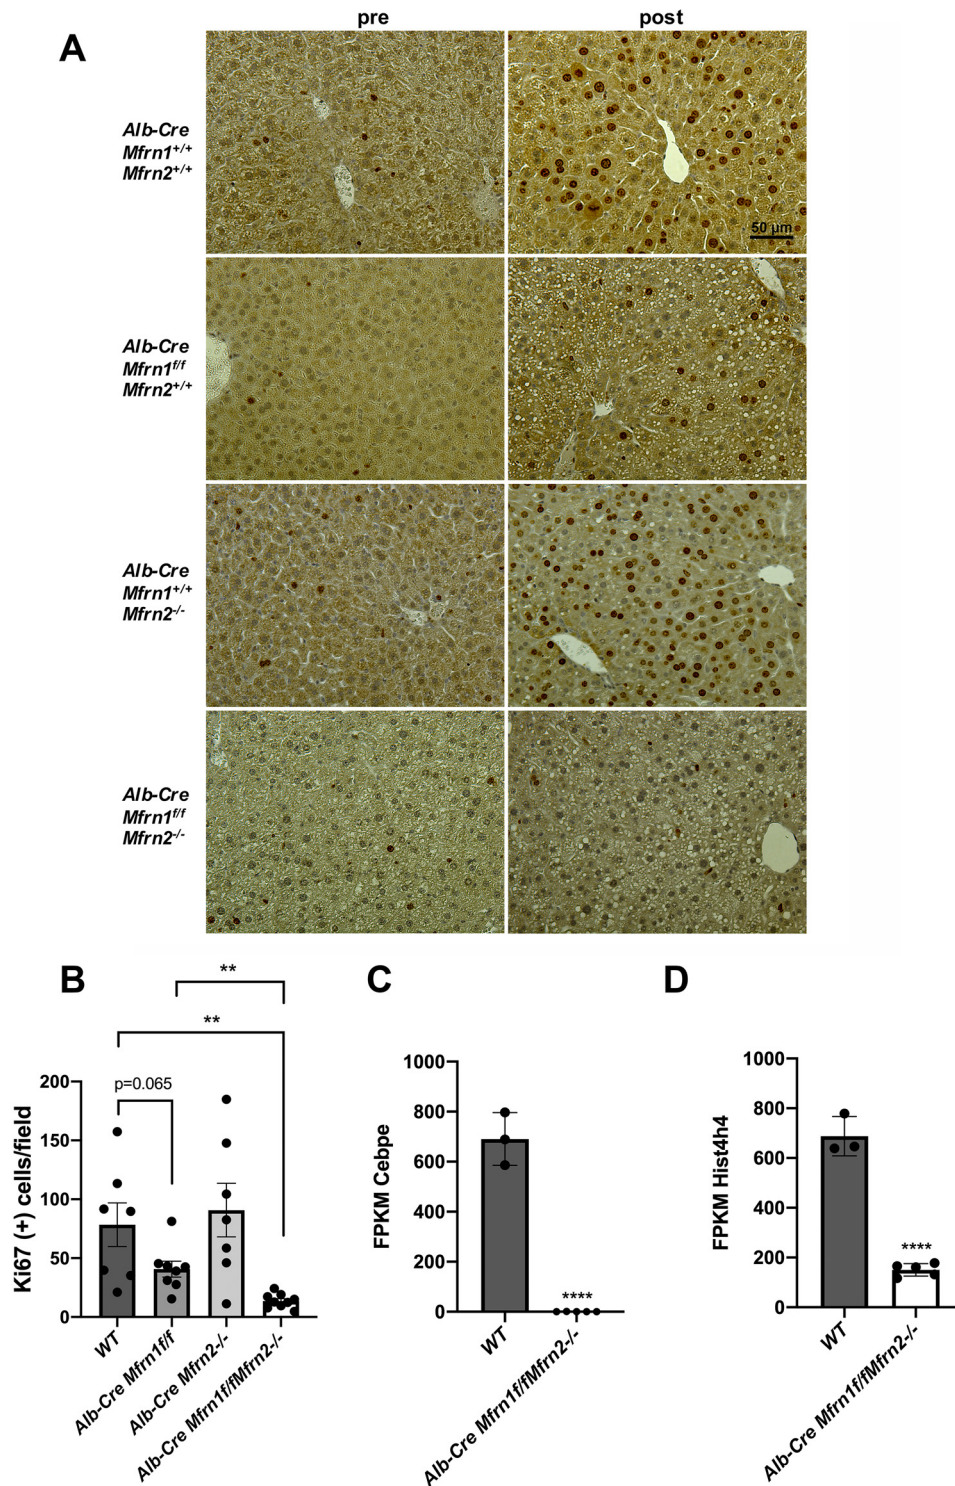 pre post
A
Alb-Cre
Mfrn1+/+
Mfrn2+/+
50 µm
Alb-Cre
Mfrn1f/f
Mfrn2+/+
Alb-Cre
Mfrn1+/+
Mfrn2-/-
Alb-Cre
Mfrn1f/f
Mfrn2-/-
B
**
**
p=0.065
Ki67 (+) cells/field
200
150
100
50
0
WT
Alb-Cre Mfrn1f/f
Alb-Cre Mfrn2-/-
Alb-Cre Mfrn1f/fMfrn2-/-
C
FPKM Cebpe
1000
800
600
400
200
0
****
WT
Alb-Cre Mfrn1f/fMfrn2-/-
D
FPKM Hist4h4
1000
800
600
400
200
0
****
WT
Alb-Cre Mfrn1f/fMfrn2-/-